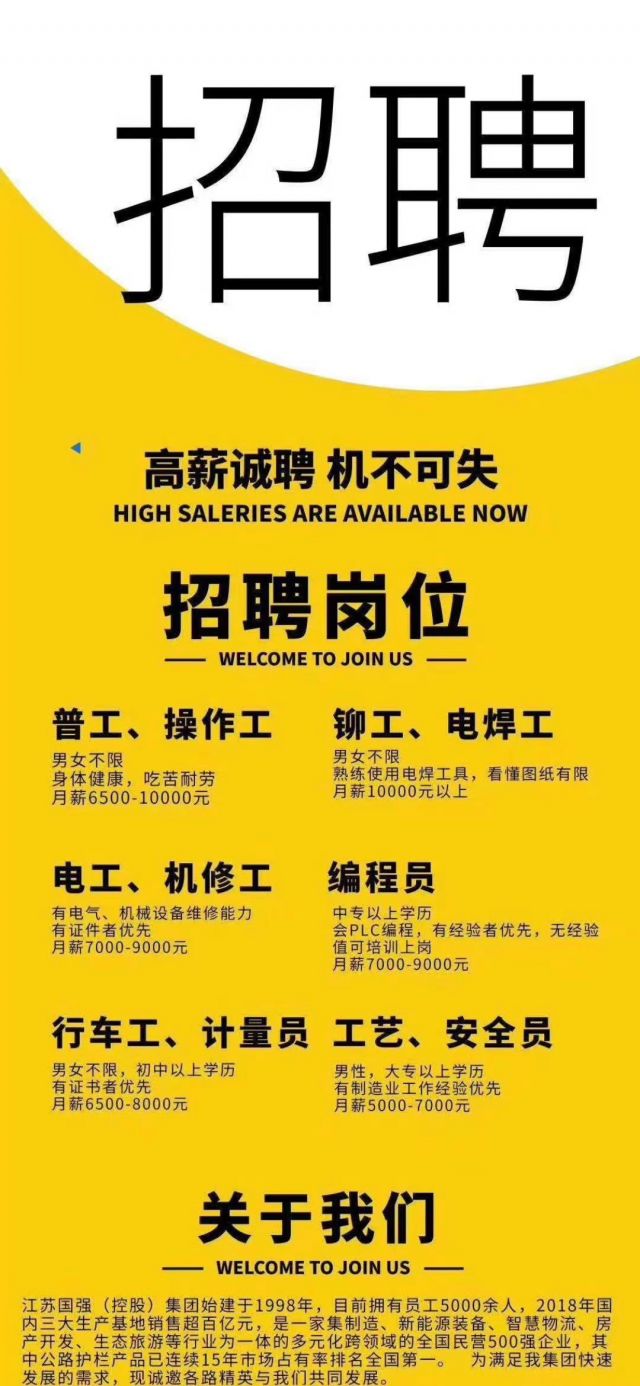 招聘
高薪诚聘 机不可失
HIGH SALERIES ARE AVAILABLE NOW
招聘岗位
WELCOME TO JOIN US
普工、操作工
男女不限
身体健康，吃苦耐劳
月薪6500-10000元
铆工、电焊工
男女不限
熟练使用电焊工具，看懂图纸有限
月薪10000元以上
电工、机修工
有电气、机械设备维修能力
有证件者优先
月薪7000-9000元
编程员
中专以上学历
会PLC编程，有经验者优先，无经验
值可培训上岗
月薪7000-9000元
行车工、计量员
男女不限，初中以上学历
有证书者优先
月薪6500-8000元
工艺、安全员
男性，大专以上学历
有制造业工作经验优先
月薪5000-7000元
关于我们
WELCOME TO JOIN US
江苏国强（控股）集团始建于1998年，目前拥有员工5000余人，2018年国
内三大生产基地销售超百亿元，是一家集制造、新能源装备、智慧物流、房
产开发、生态旅游等行业为一体的多元化跨领域的全国民营500强企业，其
中公路护栏产品已连续15年市场占有率排名全国第一。 为满足我集团快速
发展的需求，现诚邀各路精英与我们共同发展。